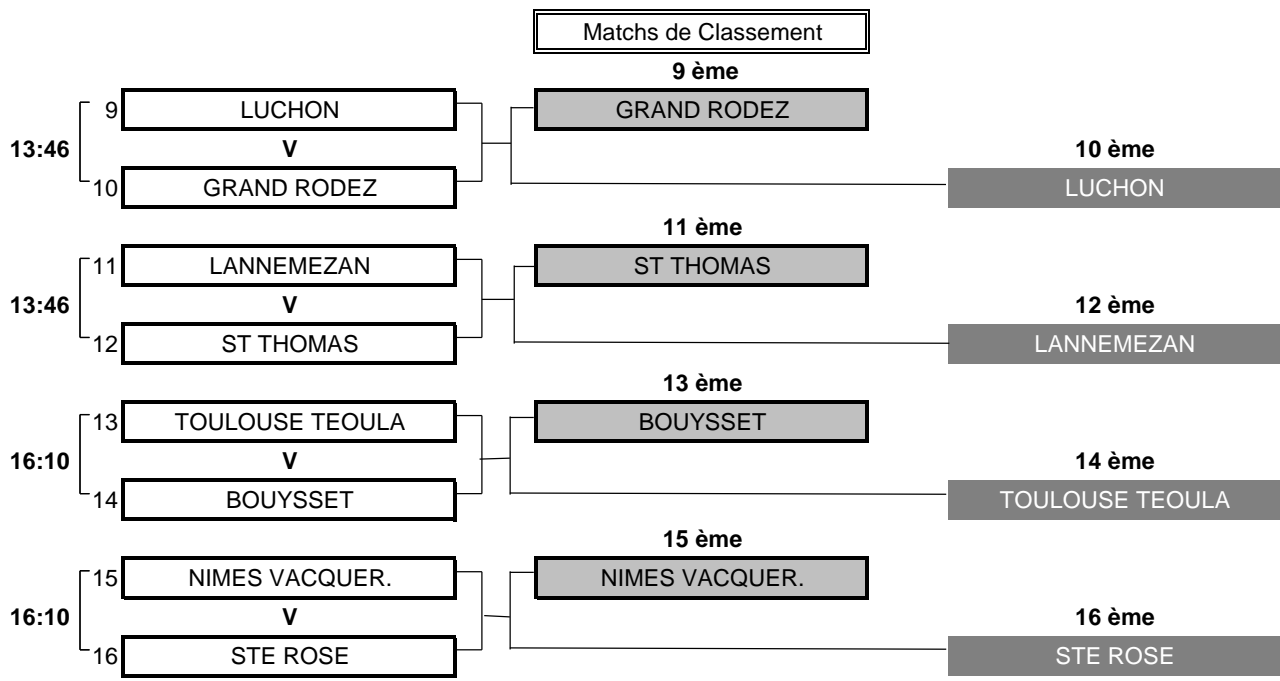 Matchs de Classement
9 ème
9 LUCHON GRAND RODEZ
13:46 V 10 ème
10 GRAND RODEZ LUCHON
11 ème
11 LANNEMEZAN ST THOMAS
13:46 V 12 ème
12 ST THOMAS LANNEMEZAN
13 ème
13 TOULOUSE TEOULA BOUYSSET
16:10 V 14 ème
14 BOUYSSET TOULOUSE TEOULA
15 ème
15 NIMES VACQUER. NIMES VACQUER.
16:10 V 16 ème
16 STE ROSE STE ROSE